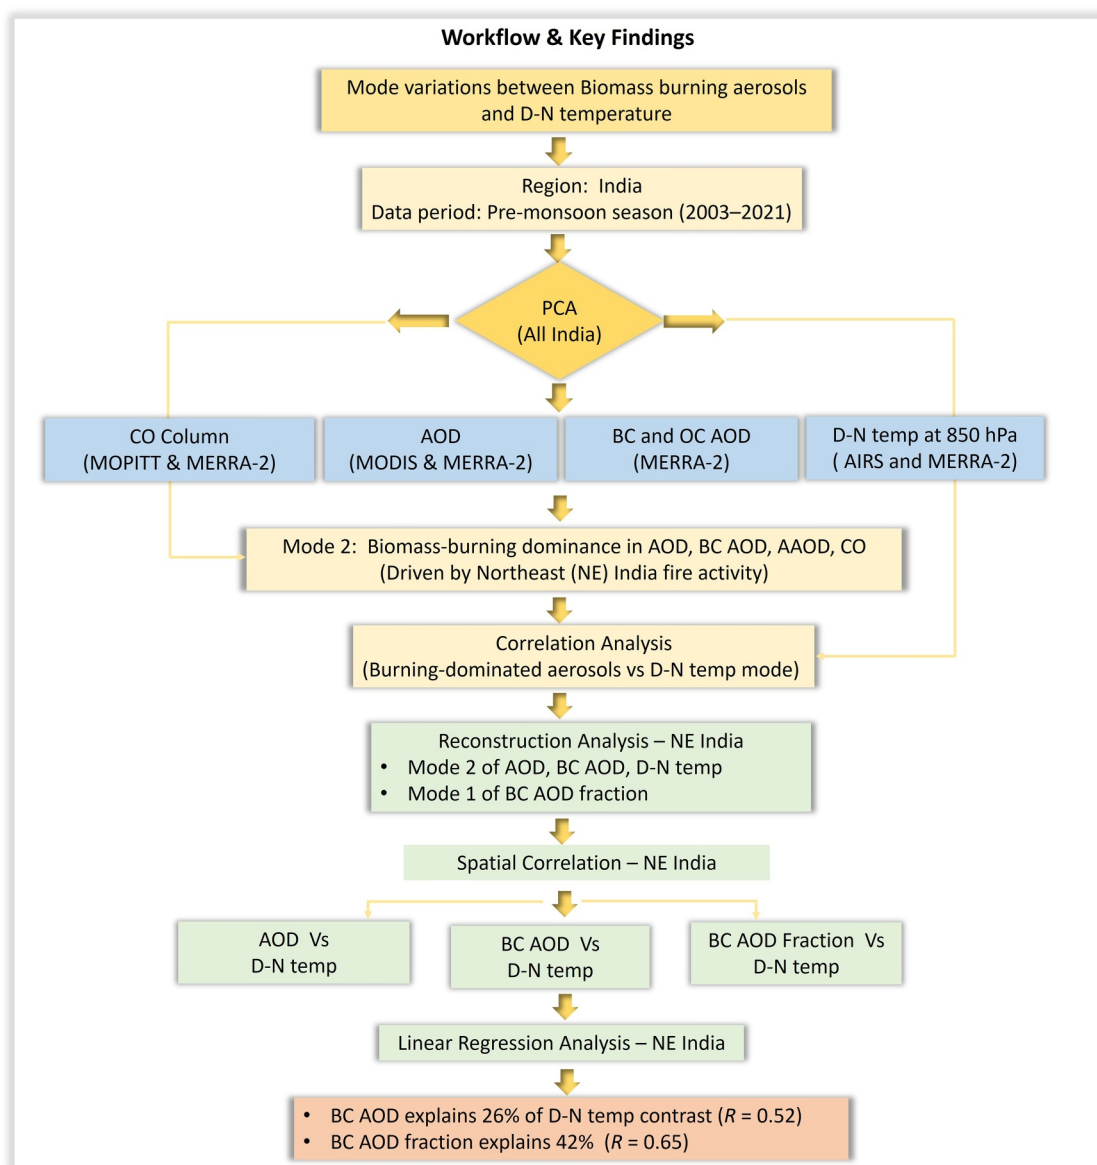 Workflow & Key Findings
Mode variations between Biomass burning aerosols
and D-N temperature
Region:  India
Data period: Pre-monsoon season (2003–2021)
PCA
(All India)
CO Column
(MOPITT & MERRA-2)
AOD
(MODIS & MERRA-2)
BC and OC AOD
(MERRA-2)
D-N temp at 850 hPa
( AIRS and MERRA-2)
Mode 2:  Biomass-burning dominance in AOD, BC AOD, AAOD, CO
(Driven by Northeast (NE) India fire activity)
Correlation Analysis
(Burning-dominated aerosols vs D-N temp mode)
Reconstruction Analysis – NE India
• Mode 2 of AOD, BC AOD, D-N temp
• Mode 1 of BC AOD fraction
Spatial Correlation – NE India
AOD  Vs
D-N temp
BC AOD  Vs
D-N temp
BC AOD Fraction  Vs
D-N temp
Linear Regression Analysis – NE India
• BC AOD explains 26% of D-N temp contrast (R = 0.52)
• BC AOD fraction explains 42%  (R = 0.65)